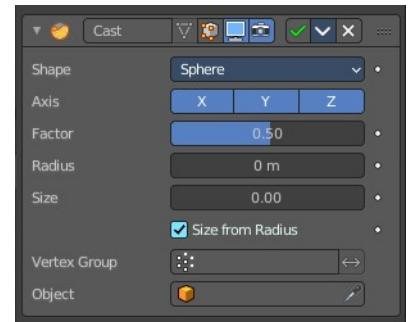 Cast
Shape Sphere
Axis X Y Z
Factor 0.50
Radius 0 m
Size 0.00
Size from Radius
Vertex Group
Object